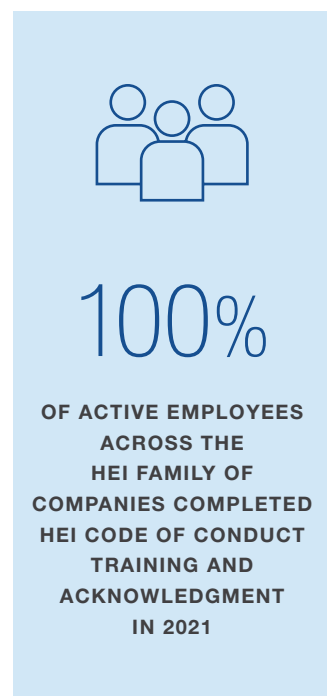 100%
OF ACTIVE EMPLOYEES
ACROSS THE
HEI FAMILY OF
COMPANIES COMPLETED
HEI CODE OF CONDUCT
TRAINING AND
ACKNOWLEDGMENT
IN 2021